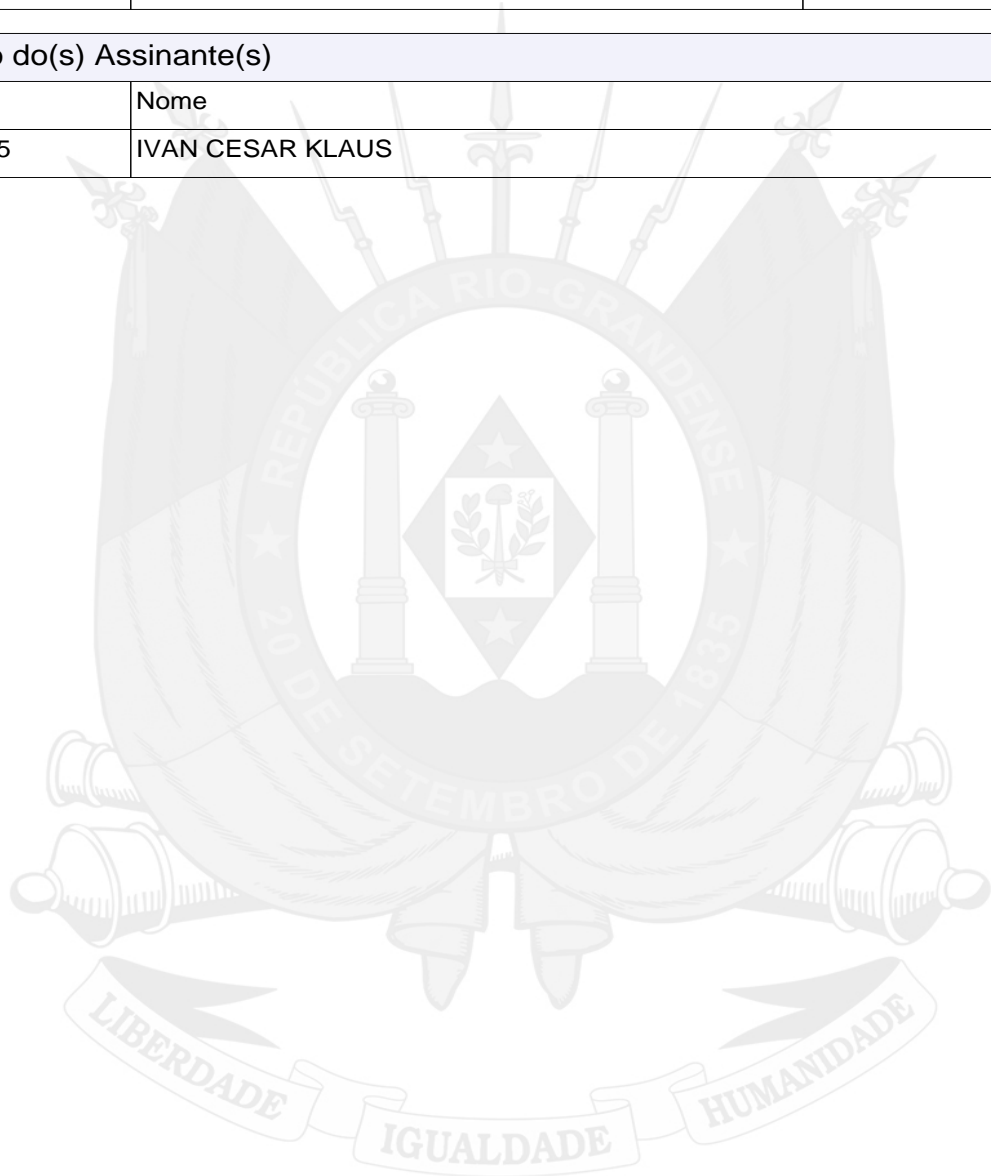 o do(s) Assinante(s)
Nome
5 IVAN CESAR KLAUS
REPÚBLICA RIO-GRANDENSE
20 DE SETEMBRO DE 1835
LIBERDADE IGUALDADE HUMANIDADE